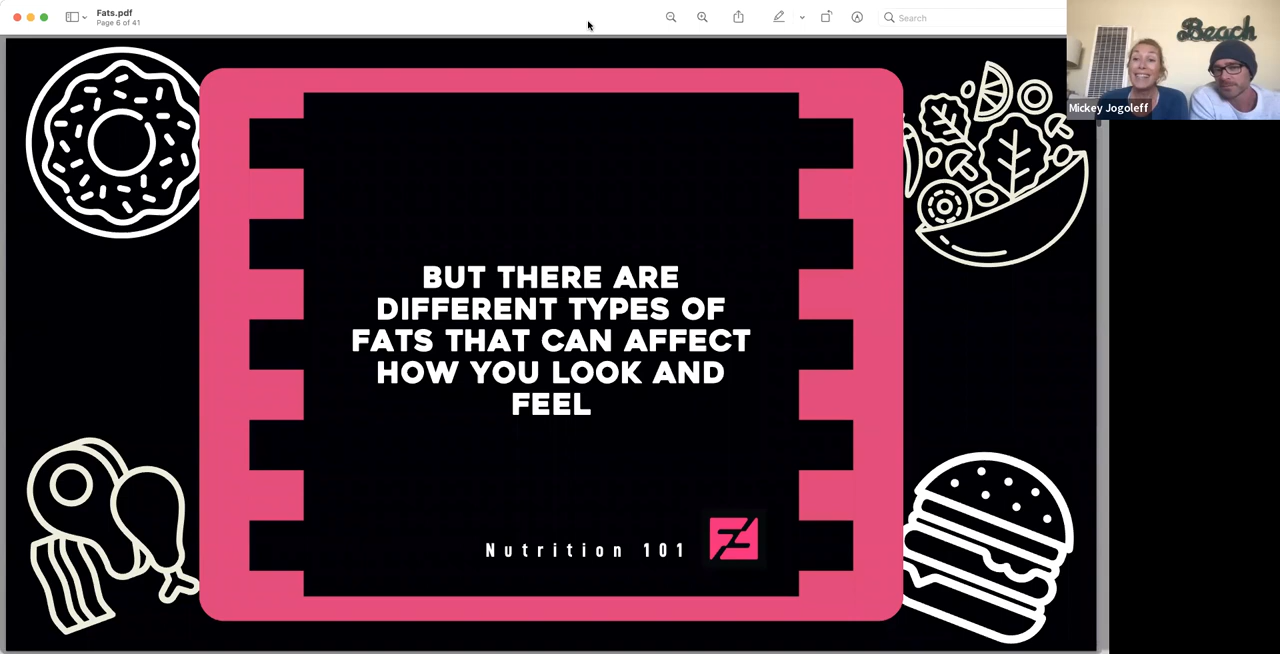 Fats.pdf
Page 6 of 41
Search
Beach
Mickey Jogoleff
BUT THERE ARE
DIFFERENT TYPES OF
FATS THAT CAN AFFECT
HOW YOU LOOK AND
FEEL
Nutrition 101